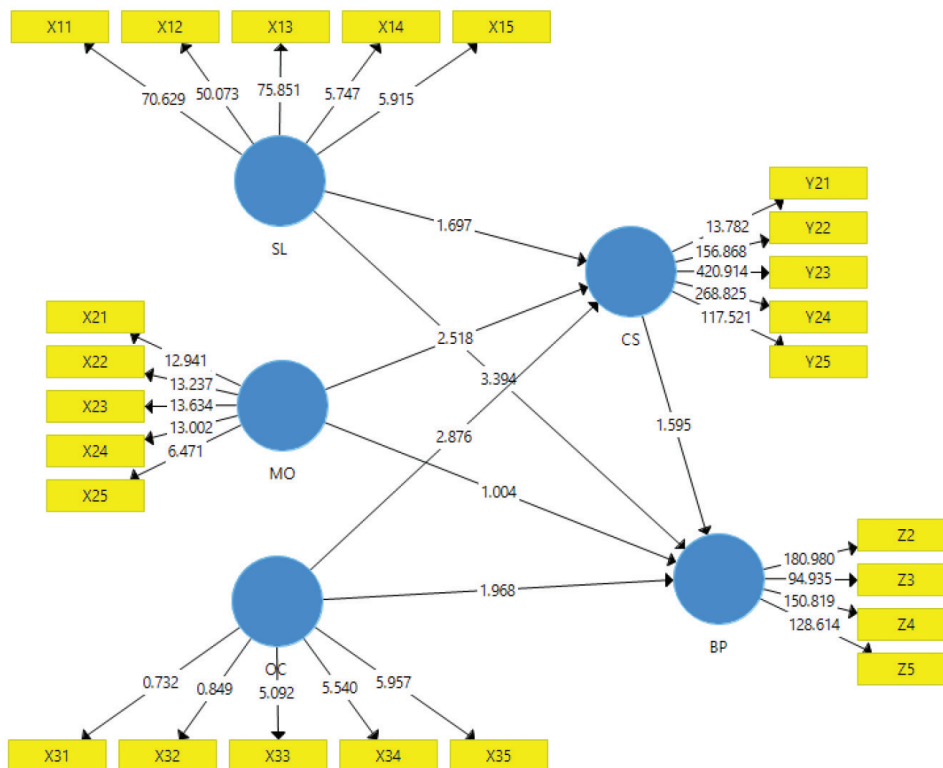 X11 X12 X13 X14 X15
70.629 50.073 75.851 5.747 5.915
SL
1.697
Y21
13.782
Y22
156.868
Y23
420.914
Y24
268.825
Y25
117.521
CS
X21
12.941
X22
13.237
X23
13.634
X24
13.002
X25
6.471
MO
2.518
3.394
2.876
1.595
1.004
1.968
Z2
180.980
Z3
94.935
Z4
150.819
Z5
128.614
BP
OC
0.732 0.849 5.092 5.540 5.957
X31 X32 X33 X34 X35